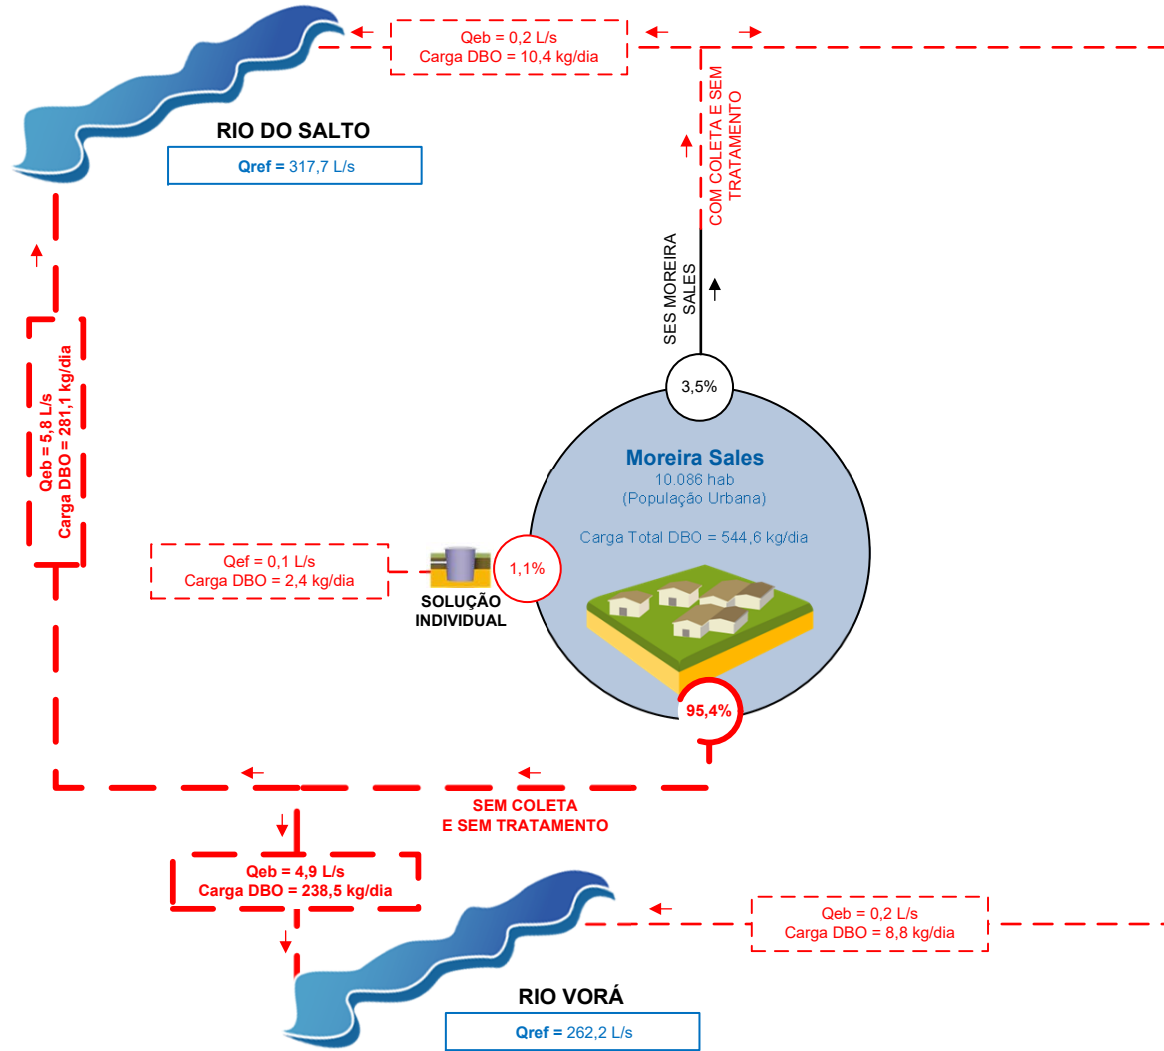 Qeb = 0,2 L/s
Carga DBO = 10,4 kg/dia
RIO DO SALTO
Qref = 317,7 L/s
COM COLETA E SEM
TRATAMENTO
SES MOREIRA
SALES
3,5%
Qeb = 5,8 L/s
Carga DBO = 281,1 kg/dia
Moreira Sales
10.086 hab
(População Urbana)
Carga Total DBO = 544,6 kg/dia
Qef = 0,1 L/s
Carga DBO = 2,4 kg/dia
1,1%
SOLUÇÃO
INDIVIDUAL
95,4%
SEM COLETA
E SEM TRATAMENTO
Qeb = 4,9 L/s
Carga DBO = 238,5 kg/dia
Qeb = 0,2 L/s
Carga DBO = 8,8 kg/dia
RIO VORÁ
Qref = 262,2 L/s